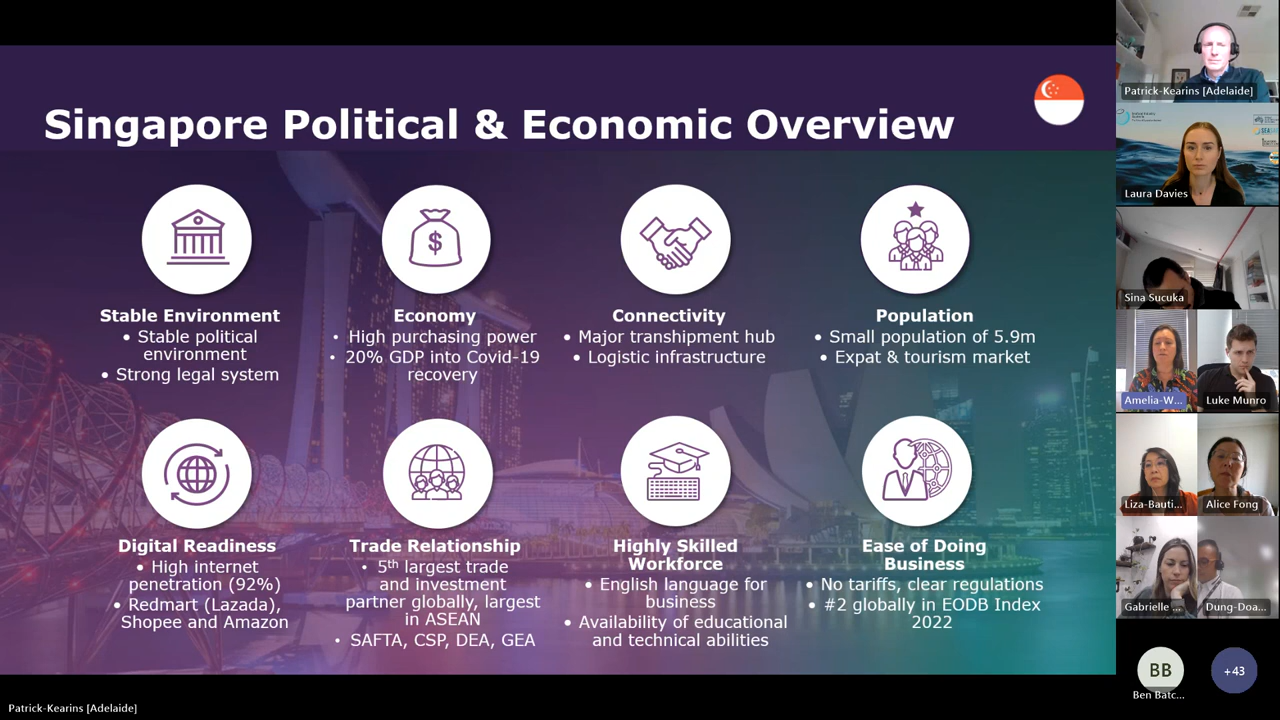 Singapore Political & Economic Overview
Stable Environment
• Stable political
environment
• Strong legal system
$
Economy
• High purchasing power
• 20% GDP into Covid-19
recovery
Connectivity
• Major transhipment hub
• Logistic infrastructure
Population
• Small population of 5.9m
• Expat & tourism market
Digital Readiness
• High internet
penetration (92%)
• Redmart (Lazada),
Shopee and Amazon
Trade Relationship
• 5th largest trade
and investment
partner globally, largest
in ASEAN
• SAFTA, CSP, DEA, GEA
Highly Skilled
Workforce
• English language for
business
• Availability of educational
and technical abilities
Ease of Doing
Business
• No tariffs, clear regulations
• #2 globally in EODB Index
2022
Patrick-Kearins [Adelaide]
Laura Davies
Sina Sucuka
Amelia-W...
Luke Munro
Liza-Bauti...
Alice Fong
Gabrielle ...
Dung-Doa...
BB
+43
Ben Batc...
Patrick-Kearins [Adelaide]